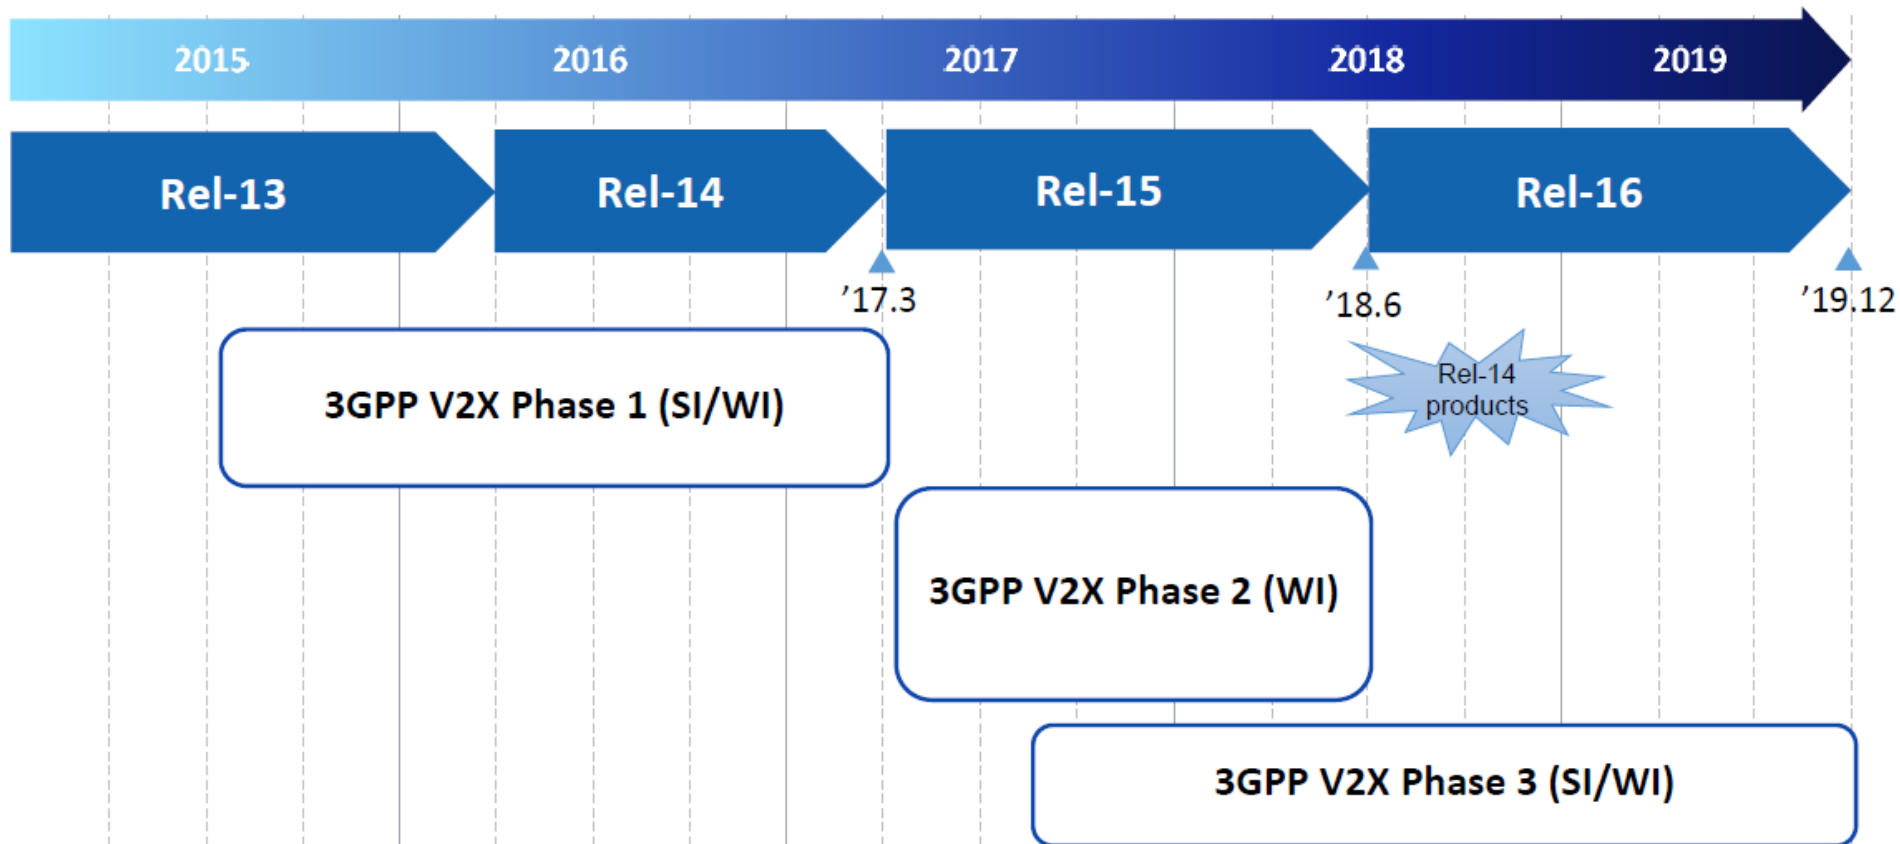 2015 2016 2017 2018 2019
Rel-13 Rel-14 Rel-15 Rel-16
’17.3 ’18.6 ’19.12
Rel-14
products
3GPP V2X Phase 1 (SI/WI)
3GPP V2X Phase 2 (WI)
3GPP V2X Phase 3 (SI/WI)